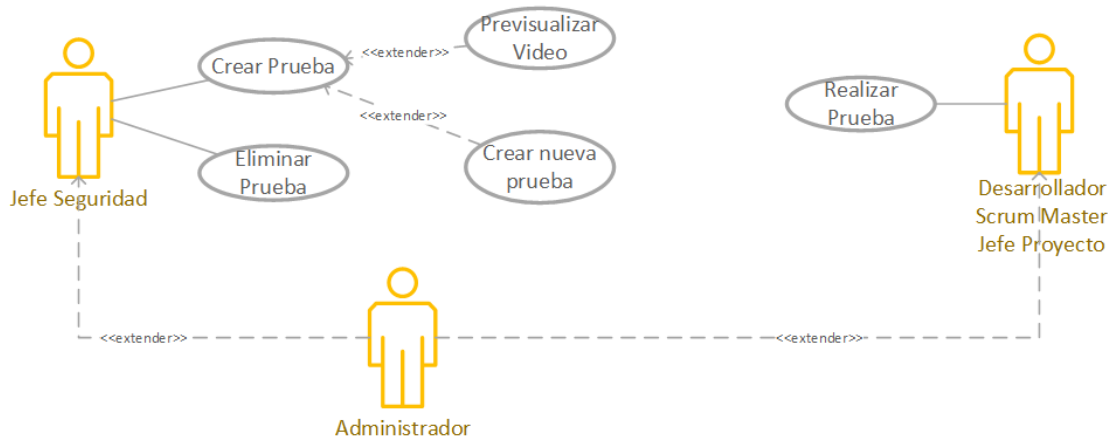 Previsualizar
Video
<<extender>>
Crear Prueba
Realizar
Prueba
<<extender>>
Eliminar
Prueba
Crear nueva
prueba
Jefe Seguridad
Desarrollador
Scrum Master
Jefe Proyecto
<<extender>>
<<extender>>
Administrador